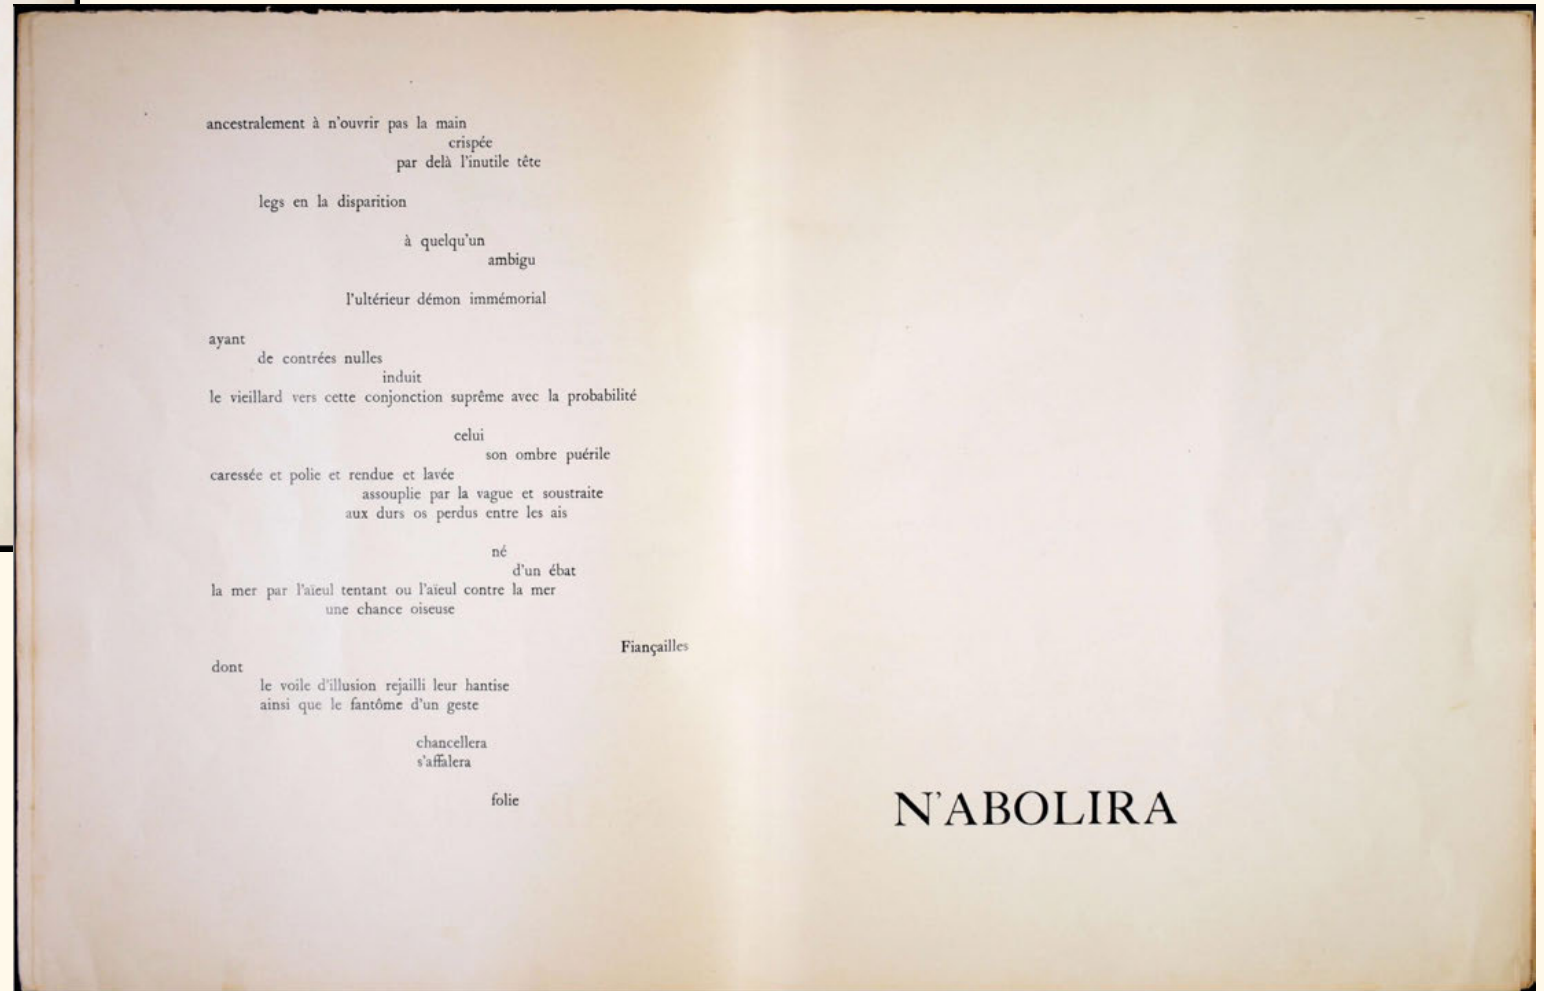 ancestralement à n'ouvrir pas la main
crispée
par delà l'inutile tête
legs en la disparition
à quelqu'un
ambigu
l'ultérieur démon immémorial
ayant
de contrées nulles
induit
le vieillard vers cette conjonction suprême avec la probabilité
celui
son ombre puérile
caressée et polie et rendue et lavée
assouplie par la vague et soustraite
aux durs os perdus entre les ais
né
d'un ébat
la mer par l'aïeul tentant ou l'aïeul contre la mer
une chance oiseuse
Fiançailles
dont
le voile d'illusion rejailli leur hantise
ainsi que le fantôme d'un geste
chancellera
s'affalera
folie
N'ABOLIRA